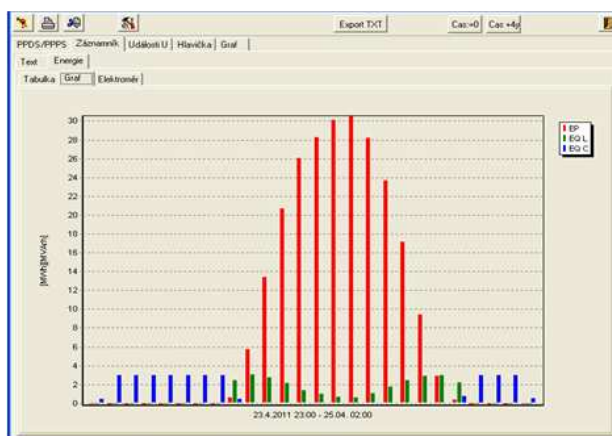 Export TXT
Cas:=0
Cas +4g
PPDS/PPPS Záznamník Události U Hlavička Graf
Text Energie
Tabulka Graf Elektroměr
30
28
26
24
22
20
18
16
14
12
10
8
6
4
2
0
[MWh][MVArh]
EP
EQ L
EQ C
23.4.2011 23:00 - 25.04. 02:00